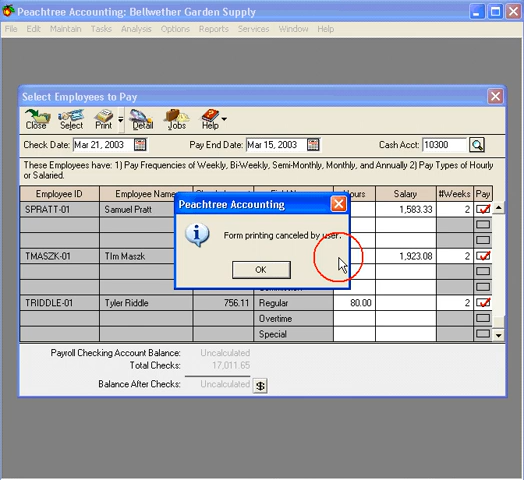 Peachtree Accounting: Bellwether Garden Supply
File Edit Maintain Tasks Analysis Options Reports Services Window Help
Select Employees to Pay
Close Select Print Detail Jobs Help
Check Date: Mar 21, 2003 Pay End Date: Mar 15, 2003 Cash Acct: 10300
These Employees have: 1) Pay Frequencies of Weekly, Bi-Weekly, Semi-Monthly, Monthly, and Annually 2) Pay Types of Hourly
or Salaried.
Employee ID Employee Name Hours Salary #Weeks Pay
SPRATT-01 Samuel Pratt 1,583.33 2
Peachtree Accounting
Form printing canceled by user.
OK
TMASZK-01 TIm Maszk 1,923.08 2
TRIDDLE-01 Tyler Riddle 756.11 Regular 80.00 2
Overtime
Special
Payroll Checking Account Balance: Uncalculated
Total Checks: 17,011.65
Balance After Checks: Uncalculated $